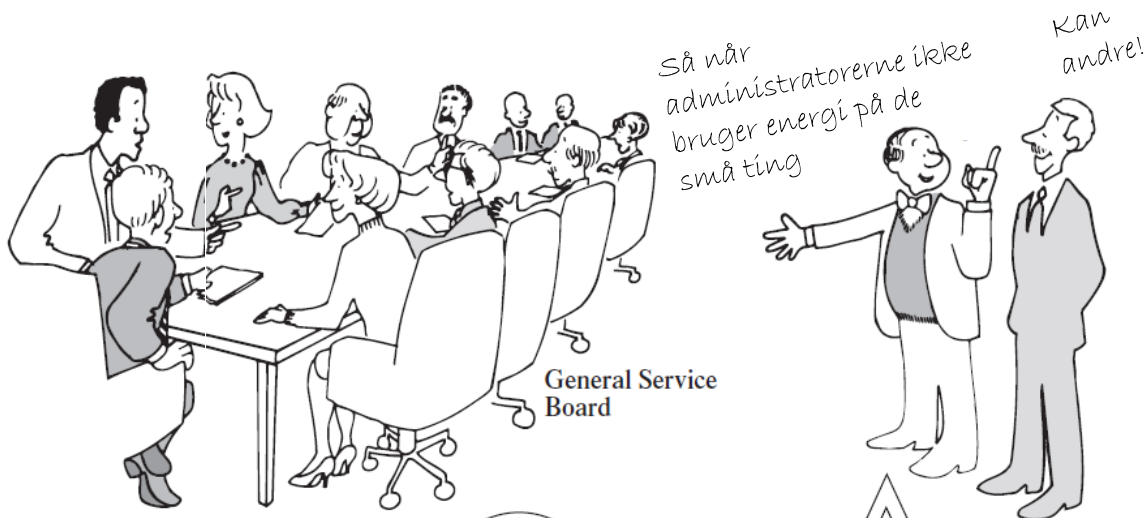 Så når
administratorerne ikke
bruger energi på de
små ting
Kan
andre!
General Service
Board